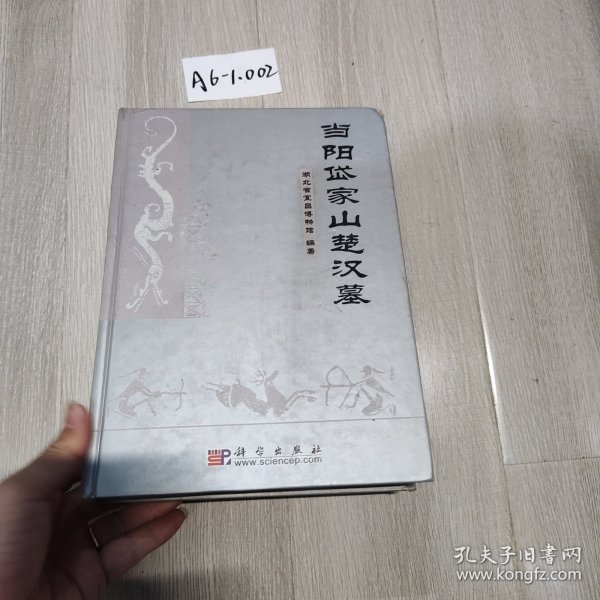 A6-1.002
当阳岱家山楚汉墓
湖北省宜昌博物馆 编著
SP
科学出版社
www.sciencep.com
孔夫子旧书网
www.kongfz.com